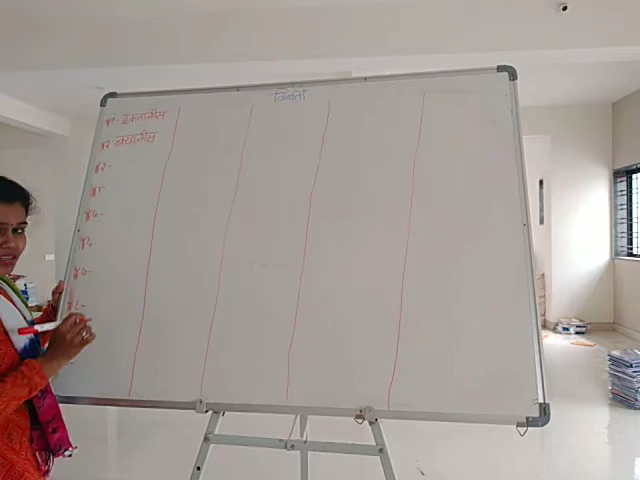 गिनती
४१- इकतालीस
४२ बयालीस
४३-
४४-
४५-
४६-
४७-
४८-